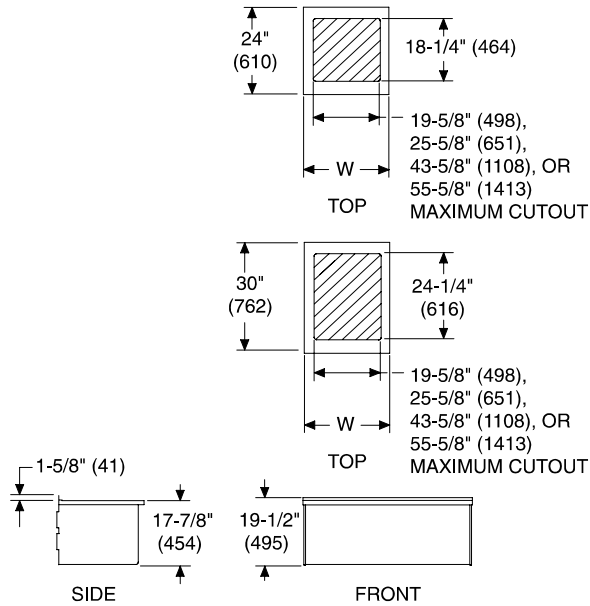 24"
(610)
18-1/4" (464)
19-5/8" (498),
25-5/8" (651),
43-5/8" (1108), OR
55-5/8" (1413)
MAXIMUM CUTOUT
W
TOP
30"
(762)
24-1/4"
(616)
19-5/8" (498),
25-5/8" (651),
43-5/8" (1108), OR
55-5/8" (1413)
MAXIMUM CUTOUT
W
TOP
1-5/8" (41)
17-7/8"
(454)
SIDE
19-1/2"
(495)
FRONT